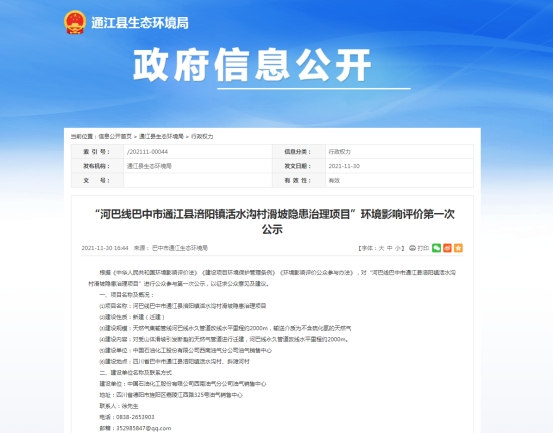 通江县生态环境局
政府信息公开
当前位置：信息公开首页 > 通江县生态环境局 > 行政权力
索 引 号： /202111-00044 信息分类： 行政权力
发布机构： 通江县生态环境局 发文日期： 2021-11-30
文 号： 有 效 性： 有效
“河巴线巴中市通江县涪阳镇活水沟村滑坡隐患治理项目”环境影响评价第一次
公示
2021-11-30 16:44 来源： 巴中市通江生态环境局 【字体：大 中 小】 打印
根据《中华人民共和国环境影响评价法》《建设项目环境保护管理条例》《环境影响评价公众参与办法》，对“河巴线巴中市通江县涪阳镇活水沟
村滑坡隐患治理项目”进行公众参与第一次公示，以征求公众意见及建议。
一、项目名称及概况：
⑴项目名称：河巴线巴中市通江县涪阳镇活水沟村滑坡隐患治理项目
⑵建设性质：新建（迁建）
⑶建设规模：天然气集输管线河巴线永久管道改线水平里程约2000m，输送介质为不含硫化氢的天然气
⑷建设内容：对受山体滑坡引发断裂的天然气管道进行迁建，河巴线永久管道改线水平里程约2000m。
⑸建设单位：中国石油化工股份有限公司西南油气分公司油气销售中心
⑹建设地点：四川省巴中市通江县涪阳镇活水沟村、斜滩河村
二、建设单位名称及联系方式
建设单位：中国石油化工股份有限公司西南油气分公司油气销售中心
地址：四川省德阳市旌阳区嘉陵江西路325号油气销售中心
联系人：徐先生
电话：0838-2653903
邮箱：352985847@qq.com